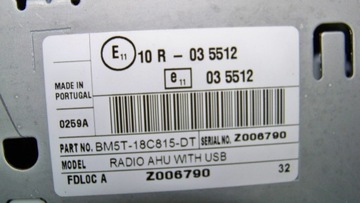 E11 10 R - 03 5512
e11 03 5512
MADE IN
PORTUGAL
0259A
PART NO. BM5T-18C815-DT SERIAL NO. Z006790
MODEL RADIO AHU WITH USB
FDLOC A Z006790 32